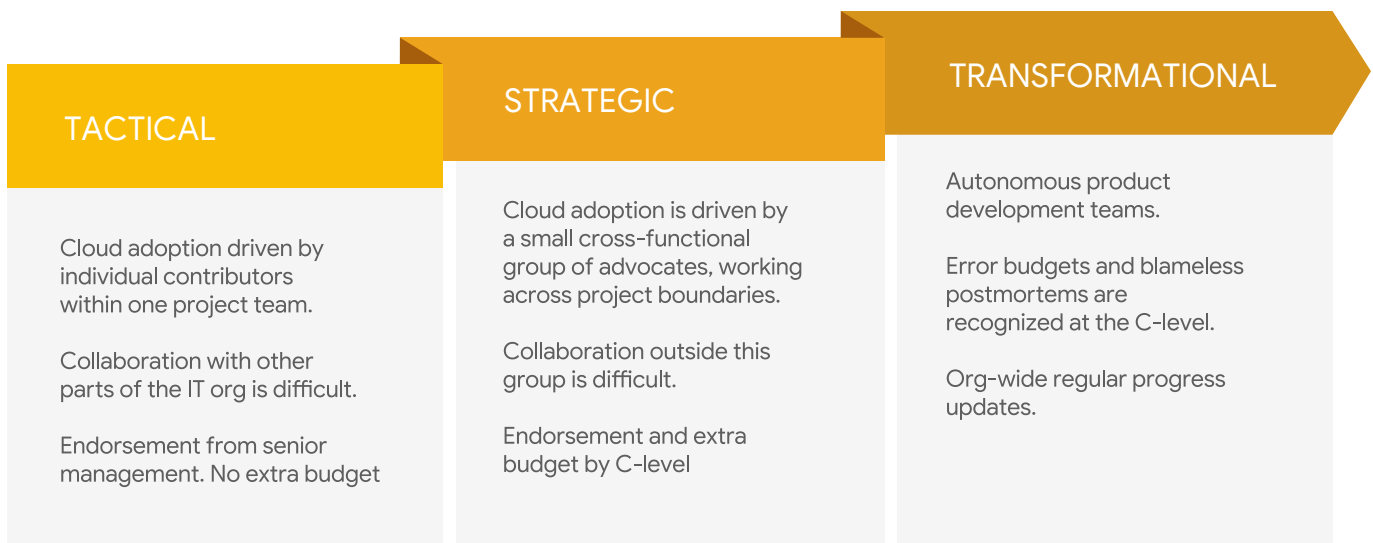 TACTICAL
Cloud adoption driven by
individual contributors
within one project team.
Collaboration with other
parts of the IT org is difficult.
Endorsement from senior
management. No extra budget
STRATEGIC
Cloud adoption is driven by
a small cross-functional
group of advocates, working
across project boundaries.
Collaboration outside this
group is difficult.
Endorsement and extra
budget by C-level
TRANSFORMATIONAL
Autonomous product
development teams.
Error budgets and blameless
postmortems are
recognized at the C-level.
Org-wide regular progress
updates.